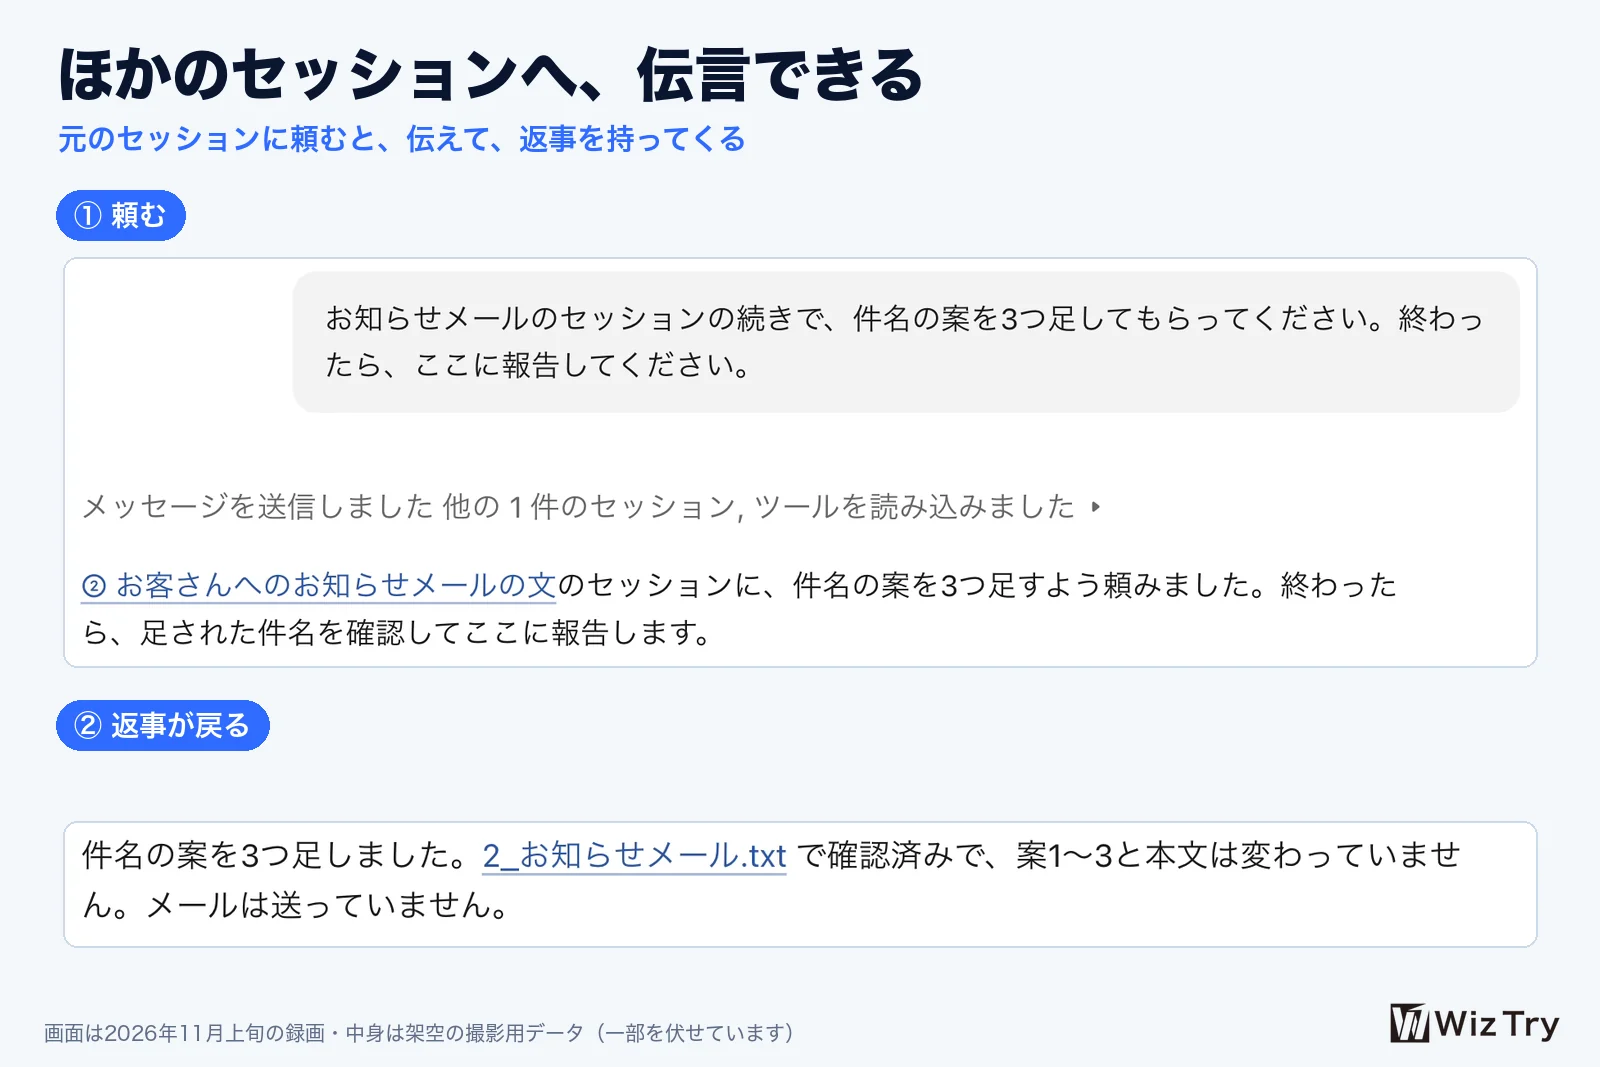 ほかのセッションへ、伝言できる
元のセッションに頼むと、伝えて、返事を持ってくる
① 頼む
お知らせメールのセッションの続きで、件名の案を3つ足してもらってください。終わっ
たら、ここに報告してください。
メッセージを送信しました 他の 1 件のセッション, ツールを読み込みました ▸
② お客さんへのお知らせメールの文のセッションに、件名の案を3つ足すよう頼みました。終わった
ら、足された件名を確認してここに報告します。
② 返事が戻る
件名の案を3つ足しました。2_お知らせメール.txt で確認済みで、案1〜3と本文は変わっていませ
ん。メールは送っていません。
画面は2026年11月上旬の録画・中身は架空の撮影用データ（一部を伏せています）
Wiz Try